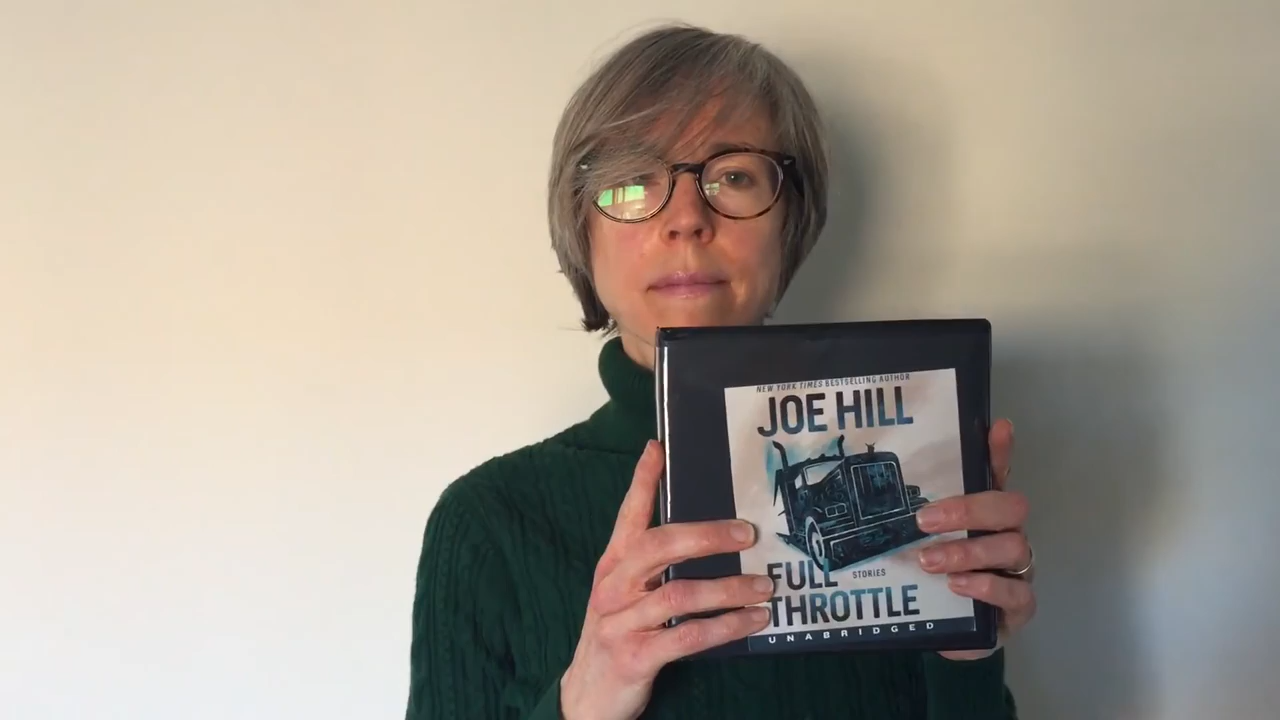 NEW YORK TIMES BESTSELLING AUTHOR
JOE HILL
FULL
STORIES
THROTTLE
UNABRIDGED